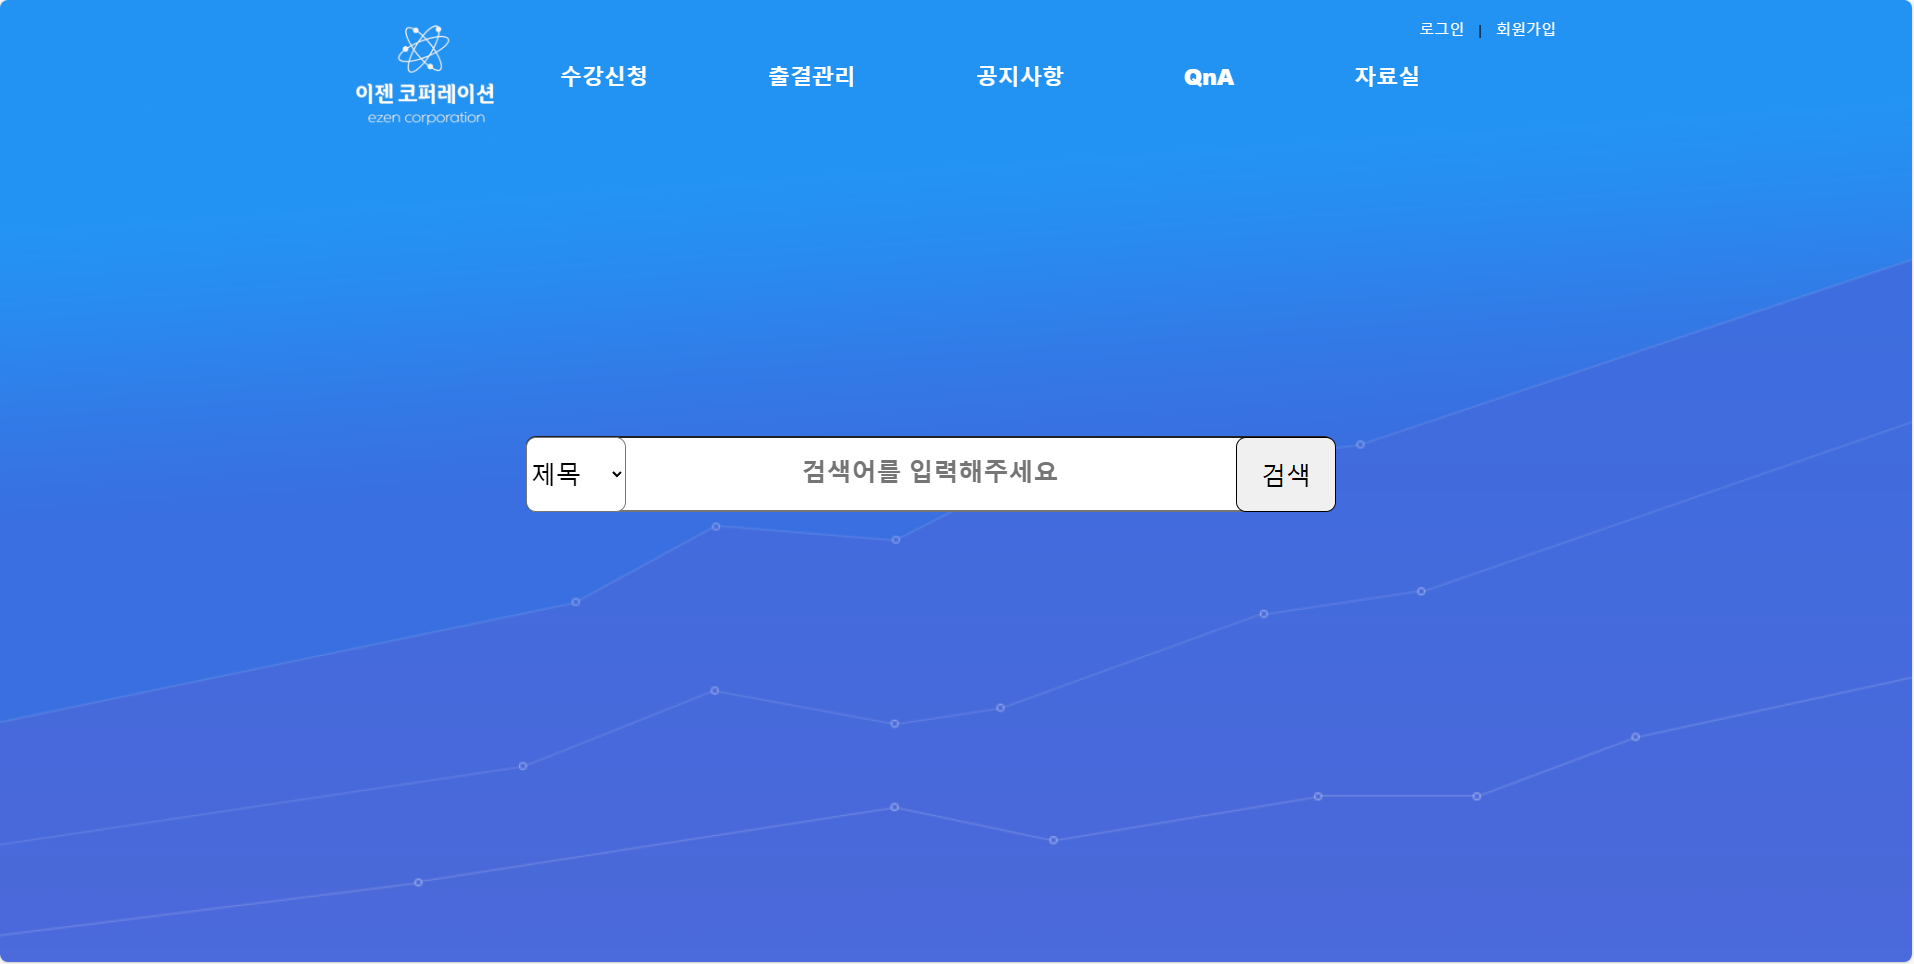 로그인 | 회원가입
이젠 코퍼레이션
ezen corporation
수강신청 출결관리 공지사항 QnA 자료실
제목 검색어를 입력해주세요 검색